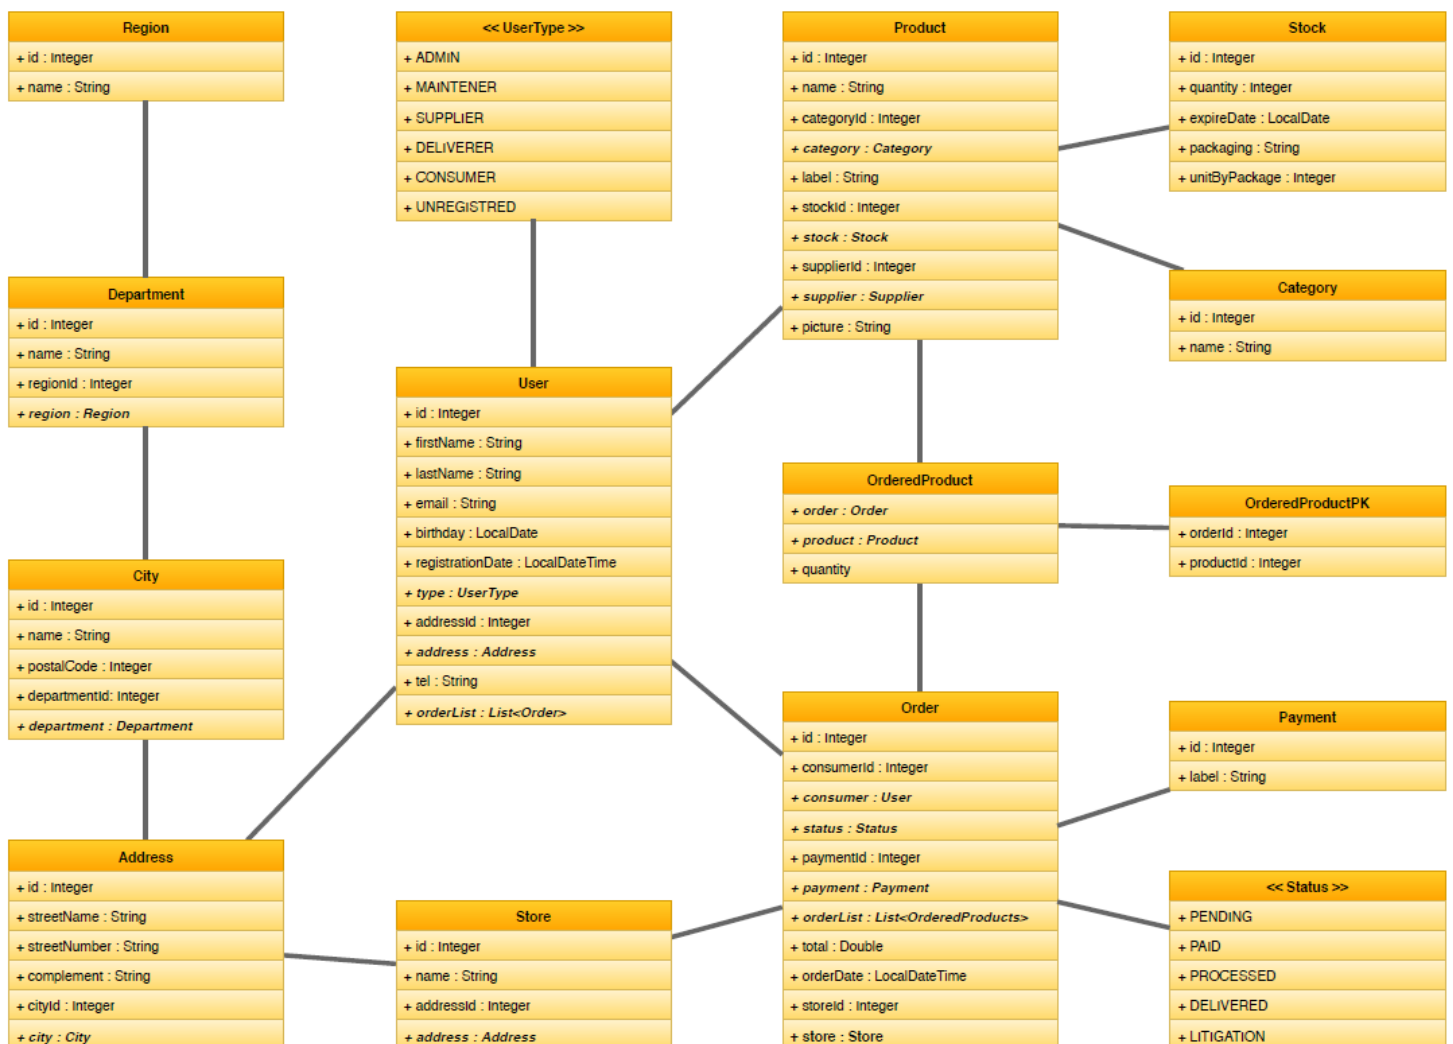 Region
+ id : Integer
+ name : String
<< UserType >>
+ ADMIN
+ MAINTENER
+ SUPPLIER
+ DELIVERER
+ CONSUMER
+ UNREGISTRED
Product
+ id : Integer
+ name : String
+ categoryId : Integer
+ category : Category
+ label : String
+ stockId : Integer
+ stock : Stock
+ supplierId : Integer
+ supplier : Supplier
+ picture : String
Stock
+ id : Integer
+ quantity : Integer
+ expireDate : LocalDate
+ packaging : String
+ unitByPackage : Integer
Department
+ id : Integer
+ name : String
+ regionId : Integer
+ region : Region
Category
+ id : Integer
+ name : String
User
+ id : Integer
+ firstName : String
+ lastName : String
+ email : String
+ birthday : LocalDate
+ registrationDate : LocalDateTime
+ type : UserType
+ addressId : Integer
+ address : Address
+ tel : String
+ orderList : List<Order>
OrderedProduct
+ order : Order
+ product : Product
+ quantity
OrderedProductPK
+ orderId : Integer
+ productId : Integer
City
+ id : Integer
+ name : String
+ postalCode : Integer
+ departmentId: Integer
+ department : Department
Order
+ id : Integer
+ consumerId : Integer
+ consumer : User
+ status : Status
+ paymentId : Integer
+ payment : Payment
+ orderList : List<OrderedProducts>
+ total : Double
+ orderDate : LocalDateTime
+ storeId : Integer
+ store : Store
Payment
+ id : Integer
+ label : String
Address
+ id : Integer
+ streetName : String
+ streetNumber : String
+ complement : String
+ cityId : Integer
+ city : City
Store
+ id : Integer
+ name : String
+ addressId : Integer
+ address : Address
<< Status >>
+ PENDING
+ PAID
+ PROCESSED
+ DELIVERED
+ LITIGATION